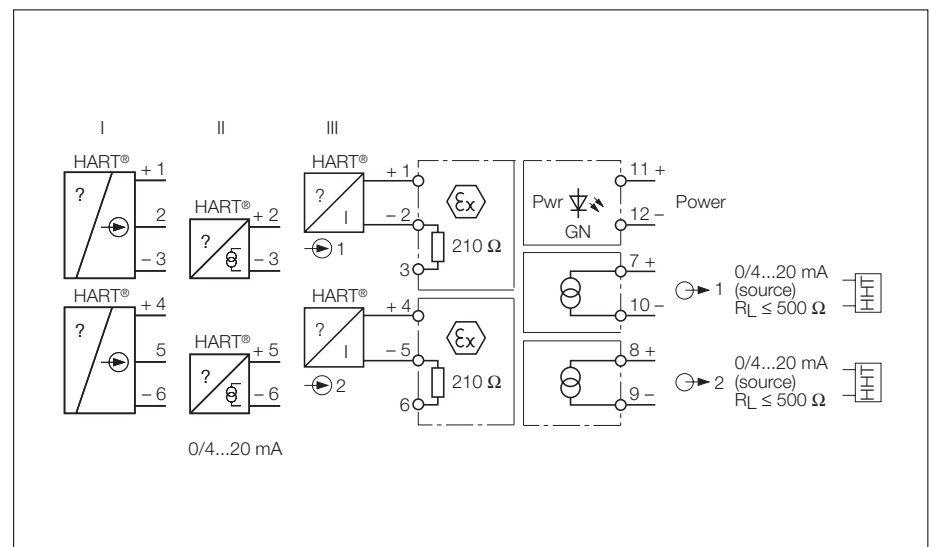 I II III
HART®
? + 1
2
– 3
HART®
? + 4
5
– 6
HART®
? + 2
– 3
HART®
? + 5
– 6
0/4...20 mA
HART®
? I
+ 1
– 2
1
3
Ex
210 Ω
HART®
? I
+ 4
– 5
2
6
Ex
210 Ω
Pwr
GN
11 +
12 –
Power
7 +
10 –
1
0/4...20 mA
(source)
RL ≤ 500 Ω
8 +
9 –
2
0/4...20 mA
(source)
RL ≤ 500 Ω